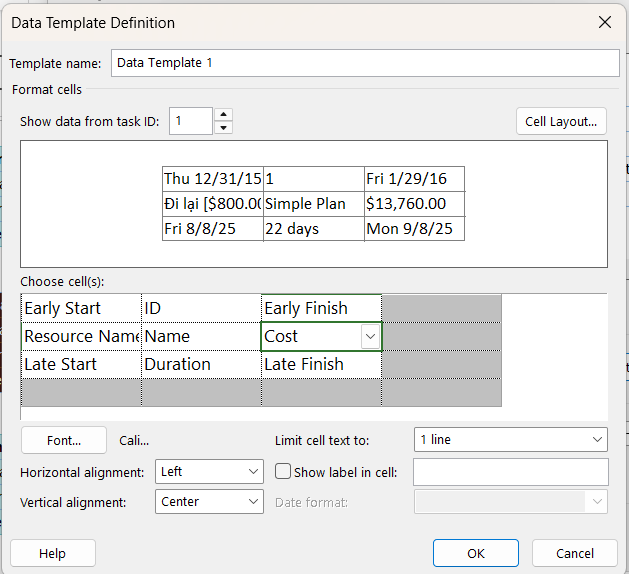 Data Template Definition
Template name: Data Template 1
Format cells
Show data from task ID: 1
Cell Layout...
Thu 12/31/15 1 Fri 1/29/16
Đi lại [$800.00 Simple Plan $13,760.00
Fri 8/8/25 22 days Mon 9/8/25
Choose cell(s):
Early Start ID Early Finish
Resource Name Name Cost
Late Start Duration Late Finish
Font... Cali... Limit cell text to: 1 line
Horizontal alignment: Left Show label in cell:
Vertical alignment: Center Date format:
Help OK Cancel